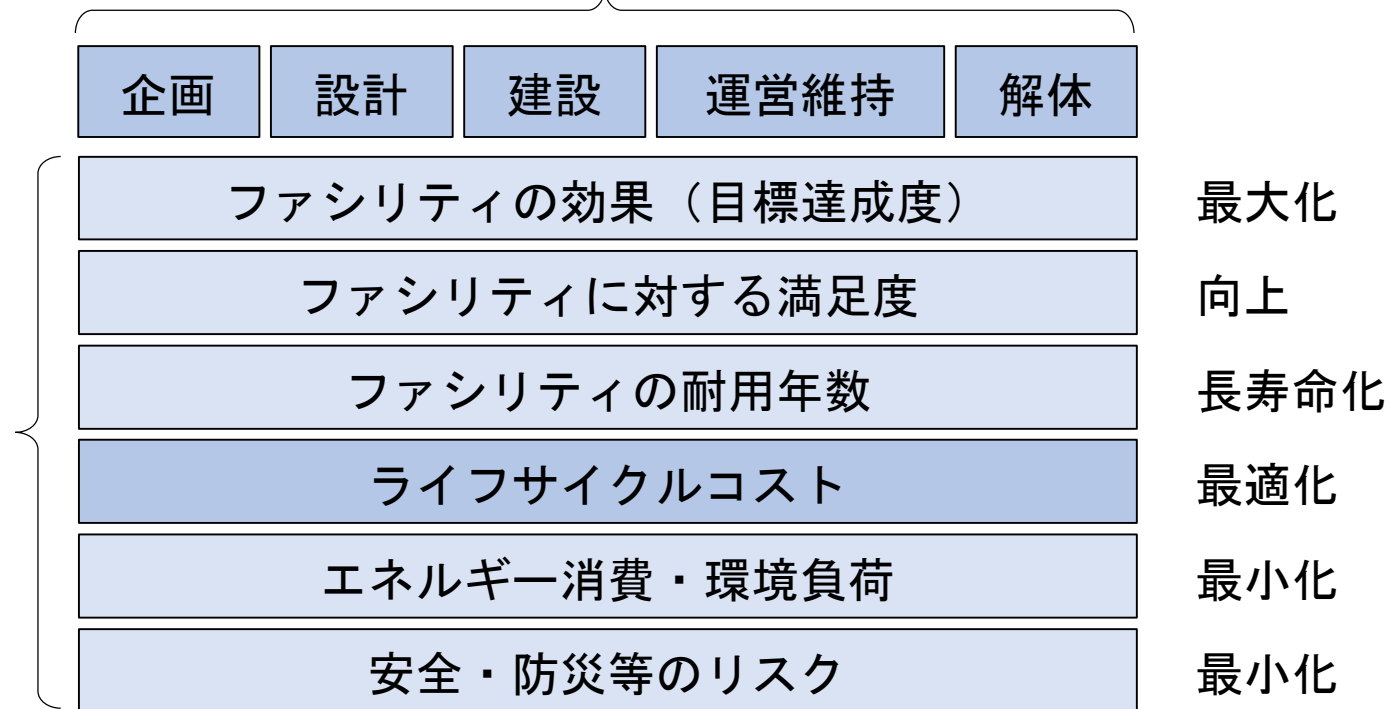 企画 設計 建設 運営維持 解体
ファシリティの効果（目標達成度） 最大化
ファシリティに対する満足度 向上
ファシリティの耐用年数 長寿命化
ライフサイクルコスト 最適化
エネルギー消費・環境負荷 最小化
安全・防災等のリスク 最小化